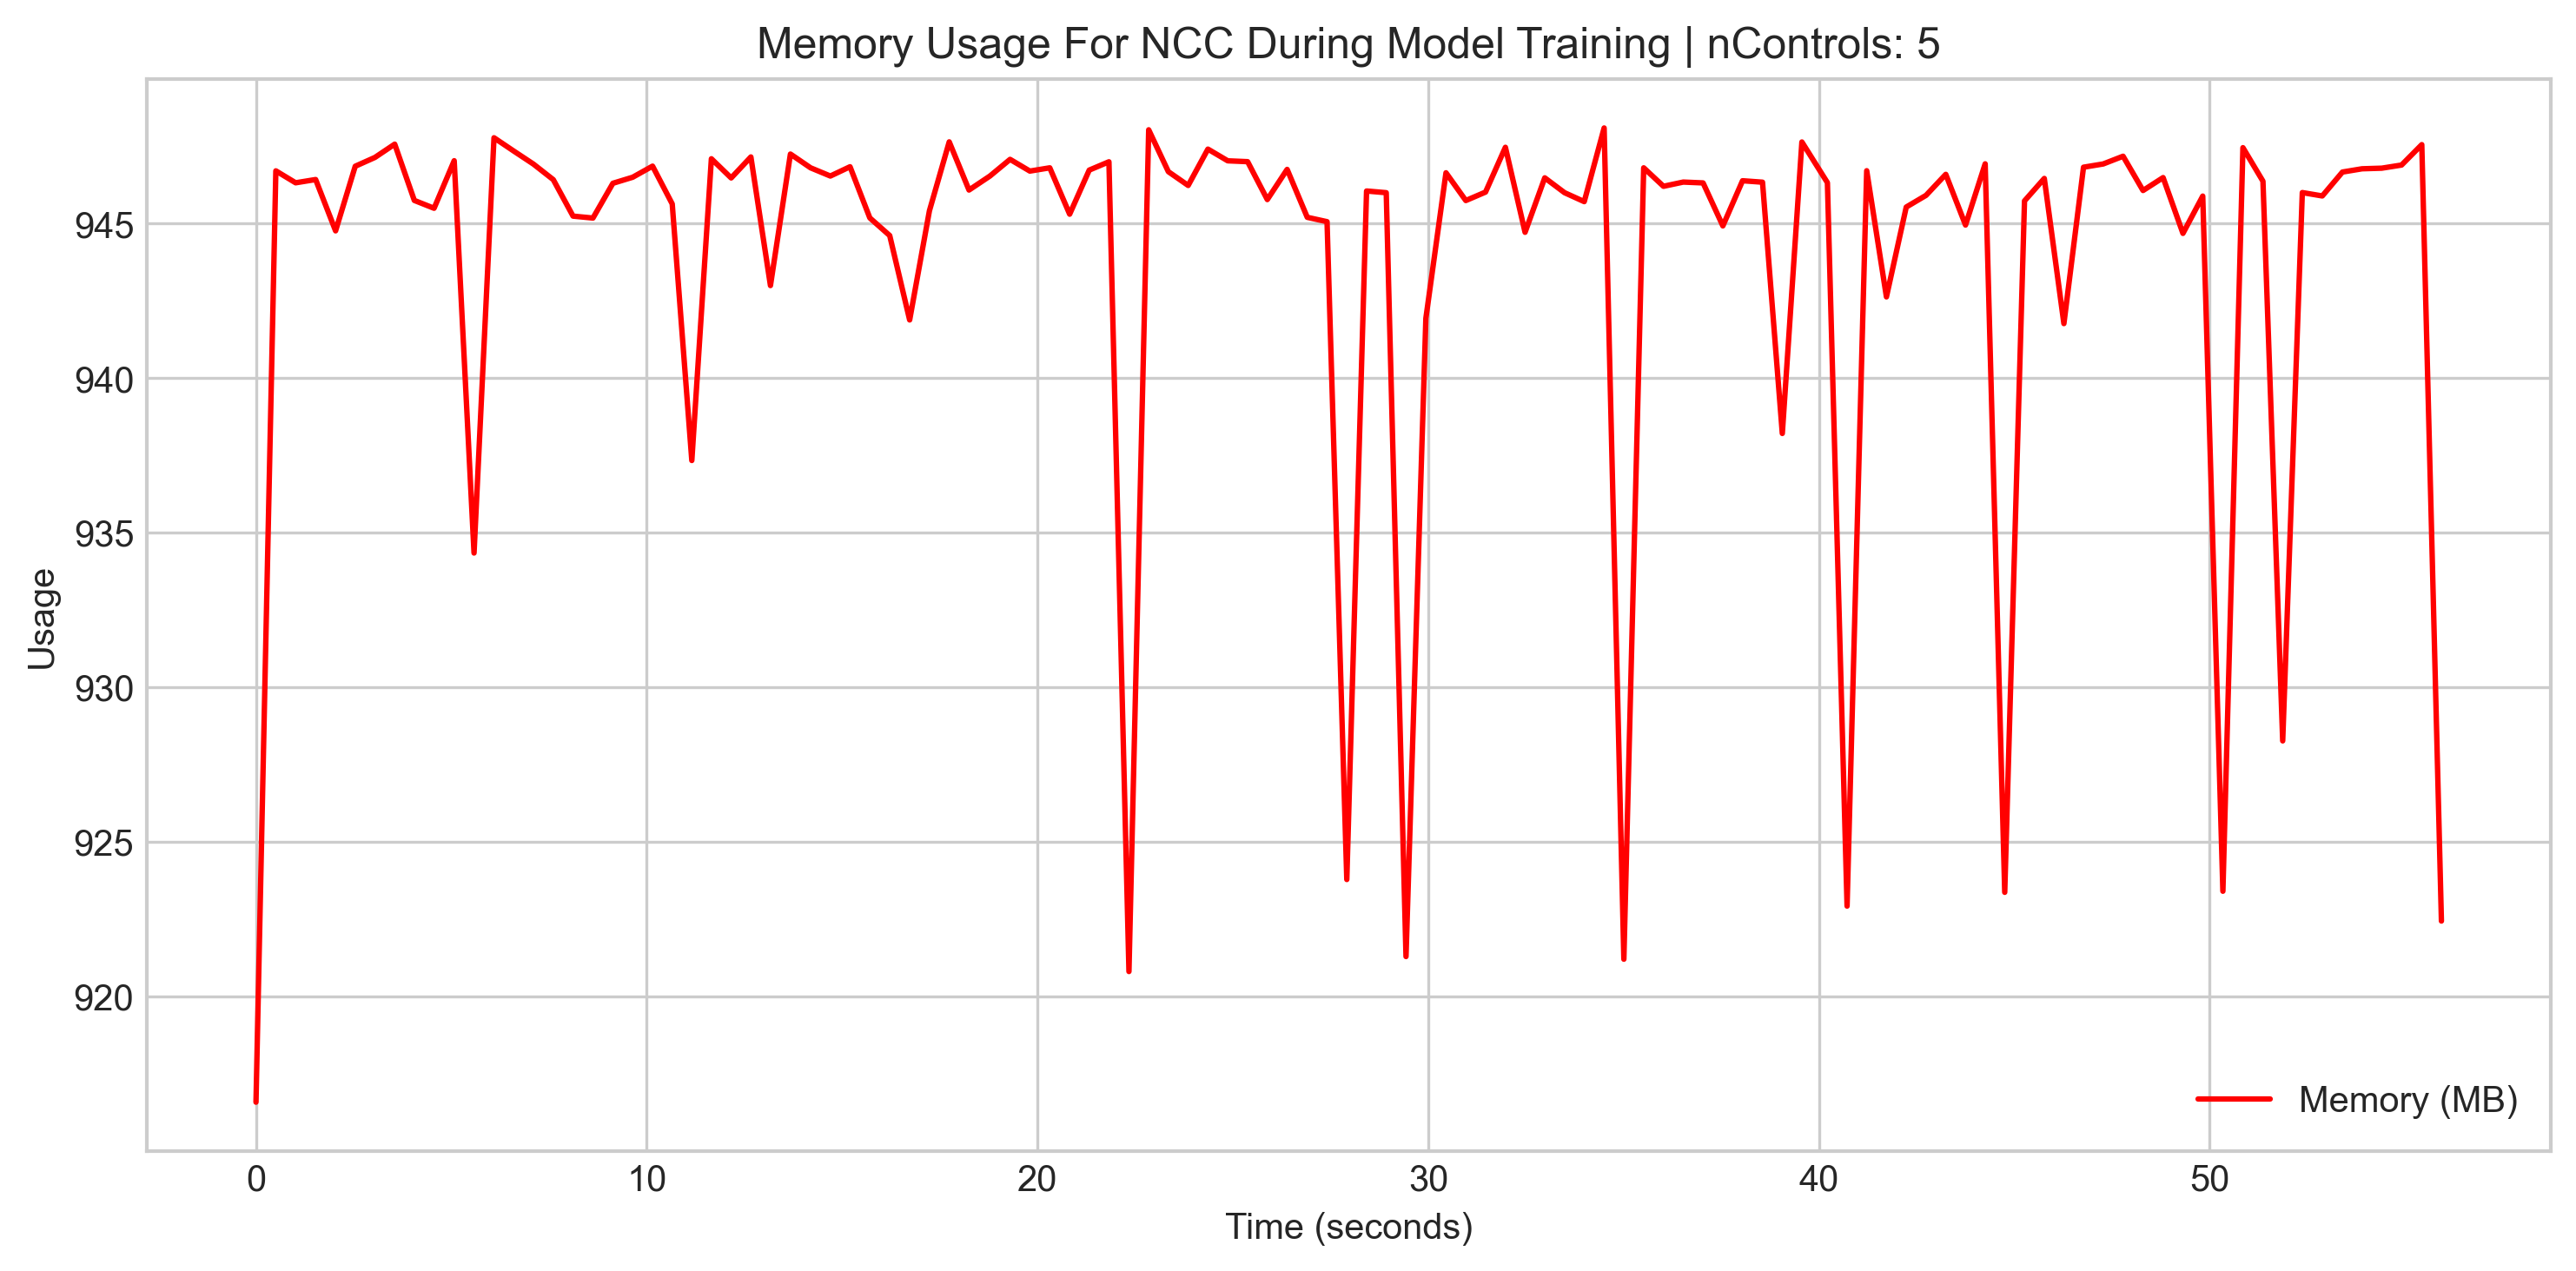 Memory Usage For NCC During Model Training | nControls: 5
Usage
945
940
935
930
925
920
Memory (MB)
0 10 20 30 40 50
Time (seconds)